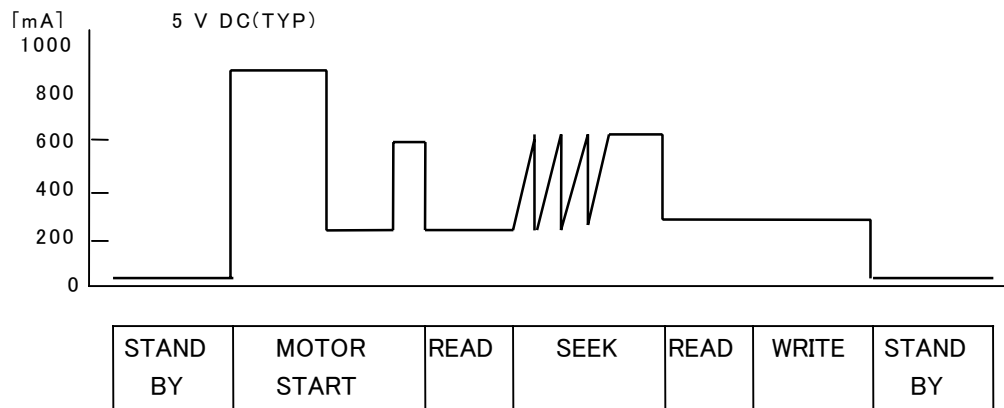 [mA]
5 V DC(TYP)
1000
800
600
400
200
0
STAND BY
MOTOR START
READ
SEEK
READ
WRITE
STAND BY